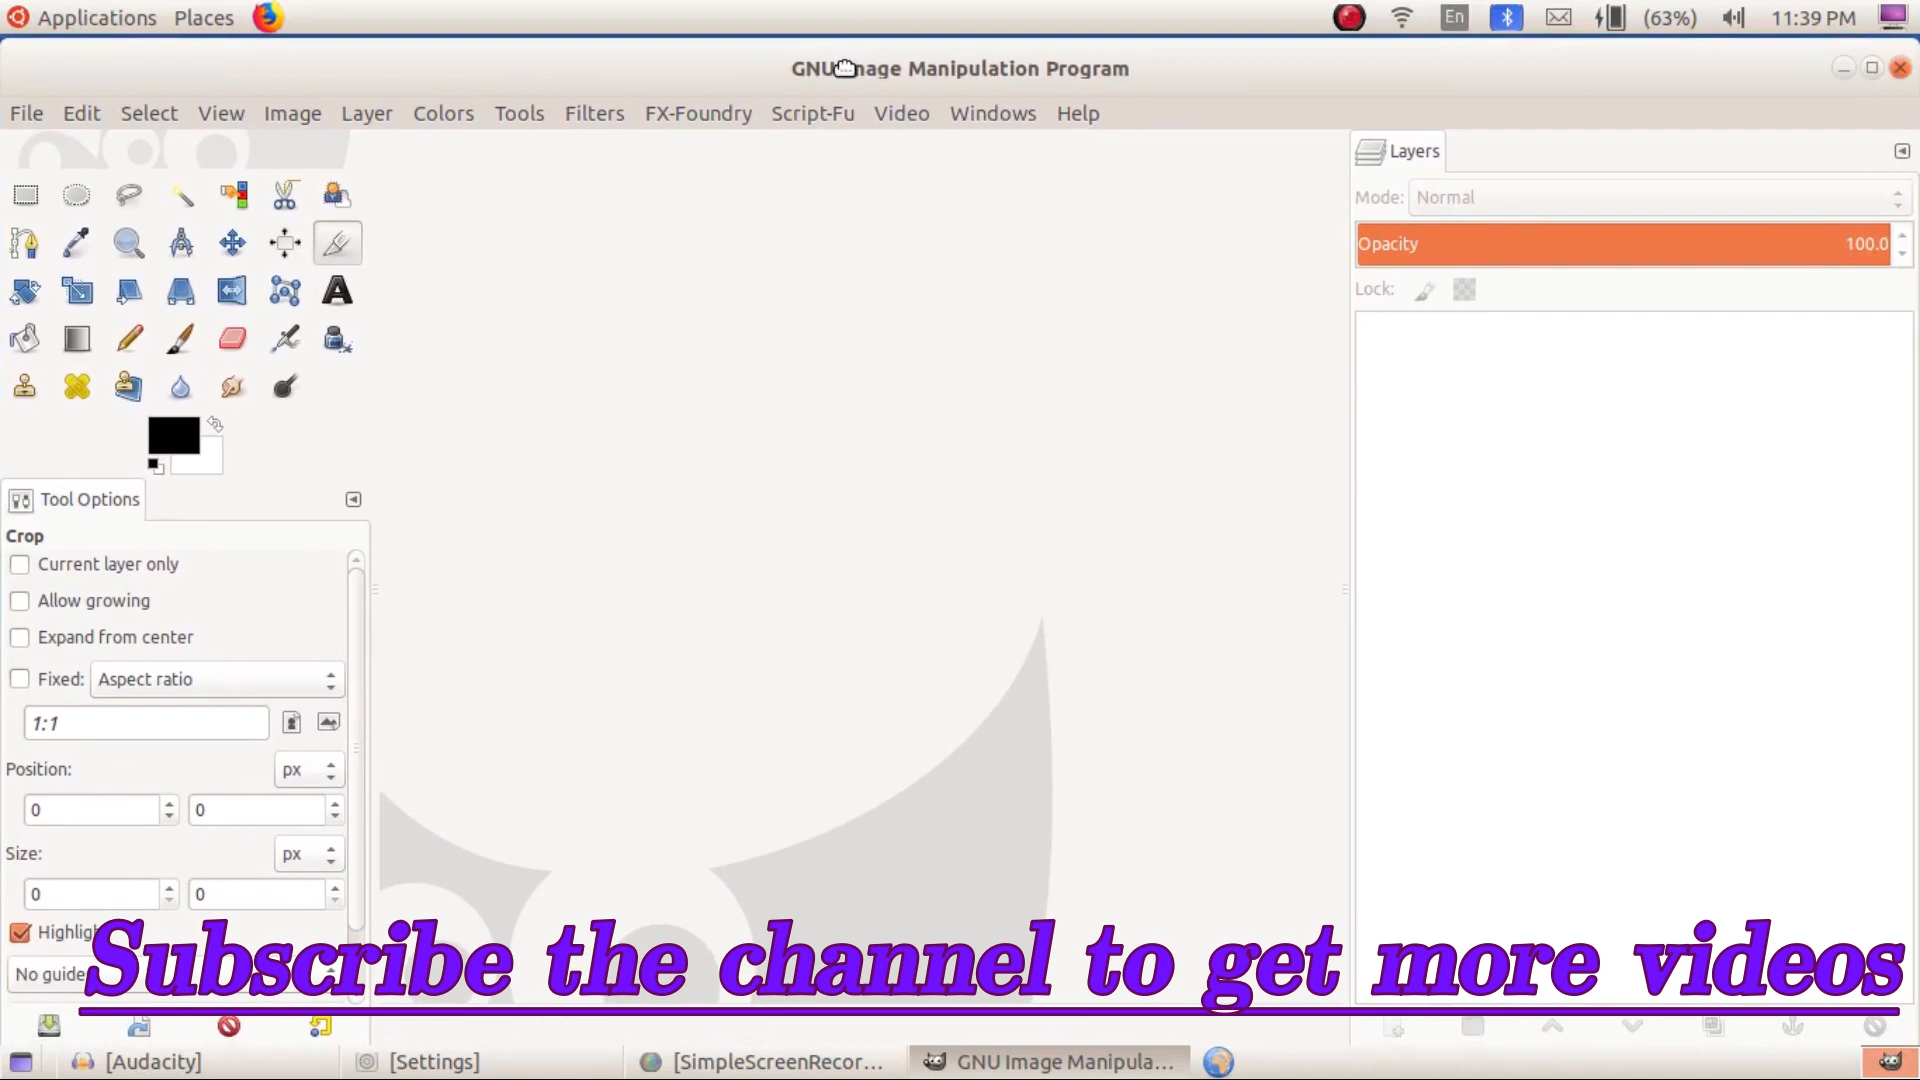 Applications Places En (63%) 11:39 PM
GNU Image Manipulation Program
File Edit Select View Image Layer Colors Tools Filters FX-Foundry Script-Fu Video Windows Help
Layers
Mode: Normal
Opacity 100.0
Lock:
Tool Options
Crop
Current layer only
Allow growing
Expand from center
Fixed: Aspect ratio
1:1
Position: px
0 0
Size: px
0 0
Highlig
No guide
Subscribe the channel to get more videos
[Audacity] [Settings] [SimpleScreenRecor... GNU Image Manipula...